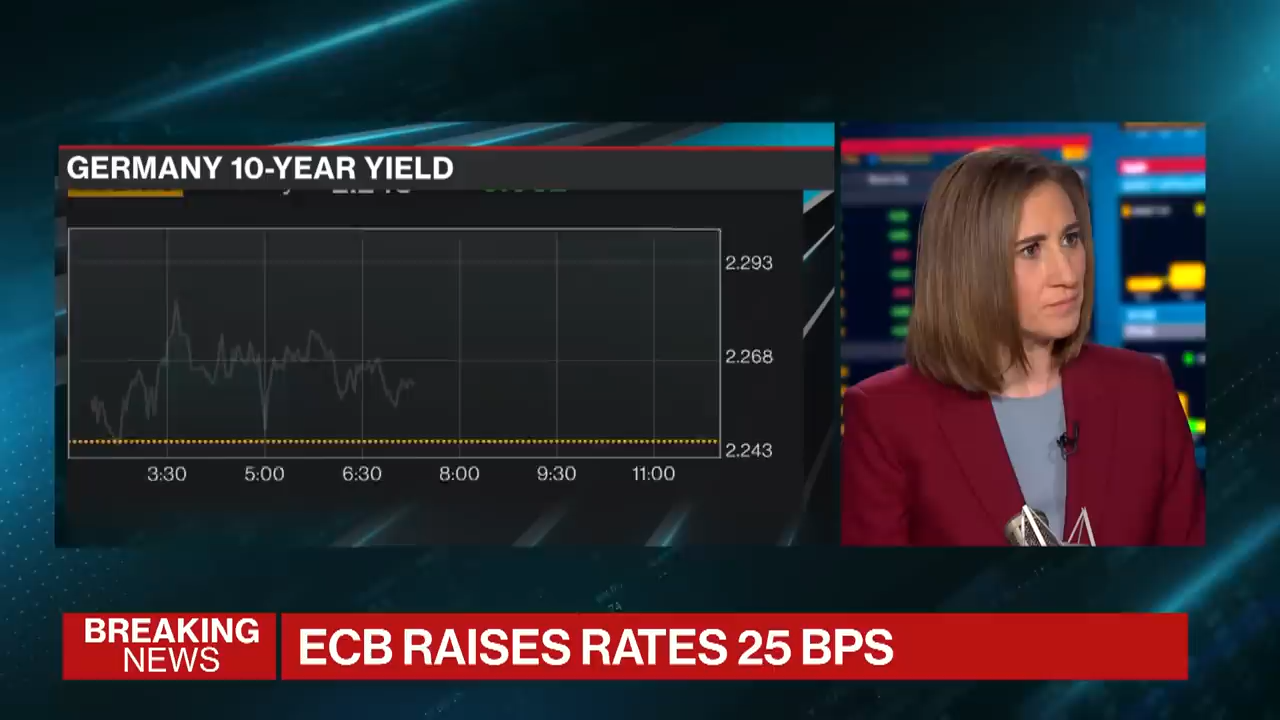 GERMANY 10-YEAR YIELD
2.293
2.268
2.243
3:30 5:00 6:30 8:00 9:30 11:00
BREAKING
NEWS
ECB RAISES RATES 25 BPS